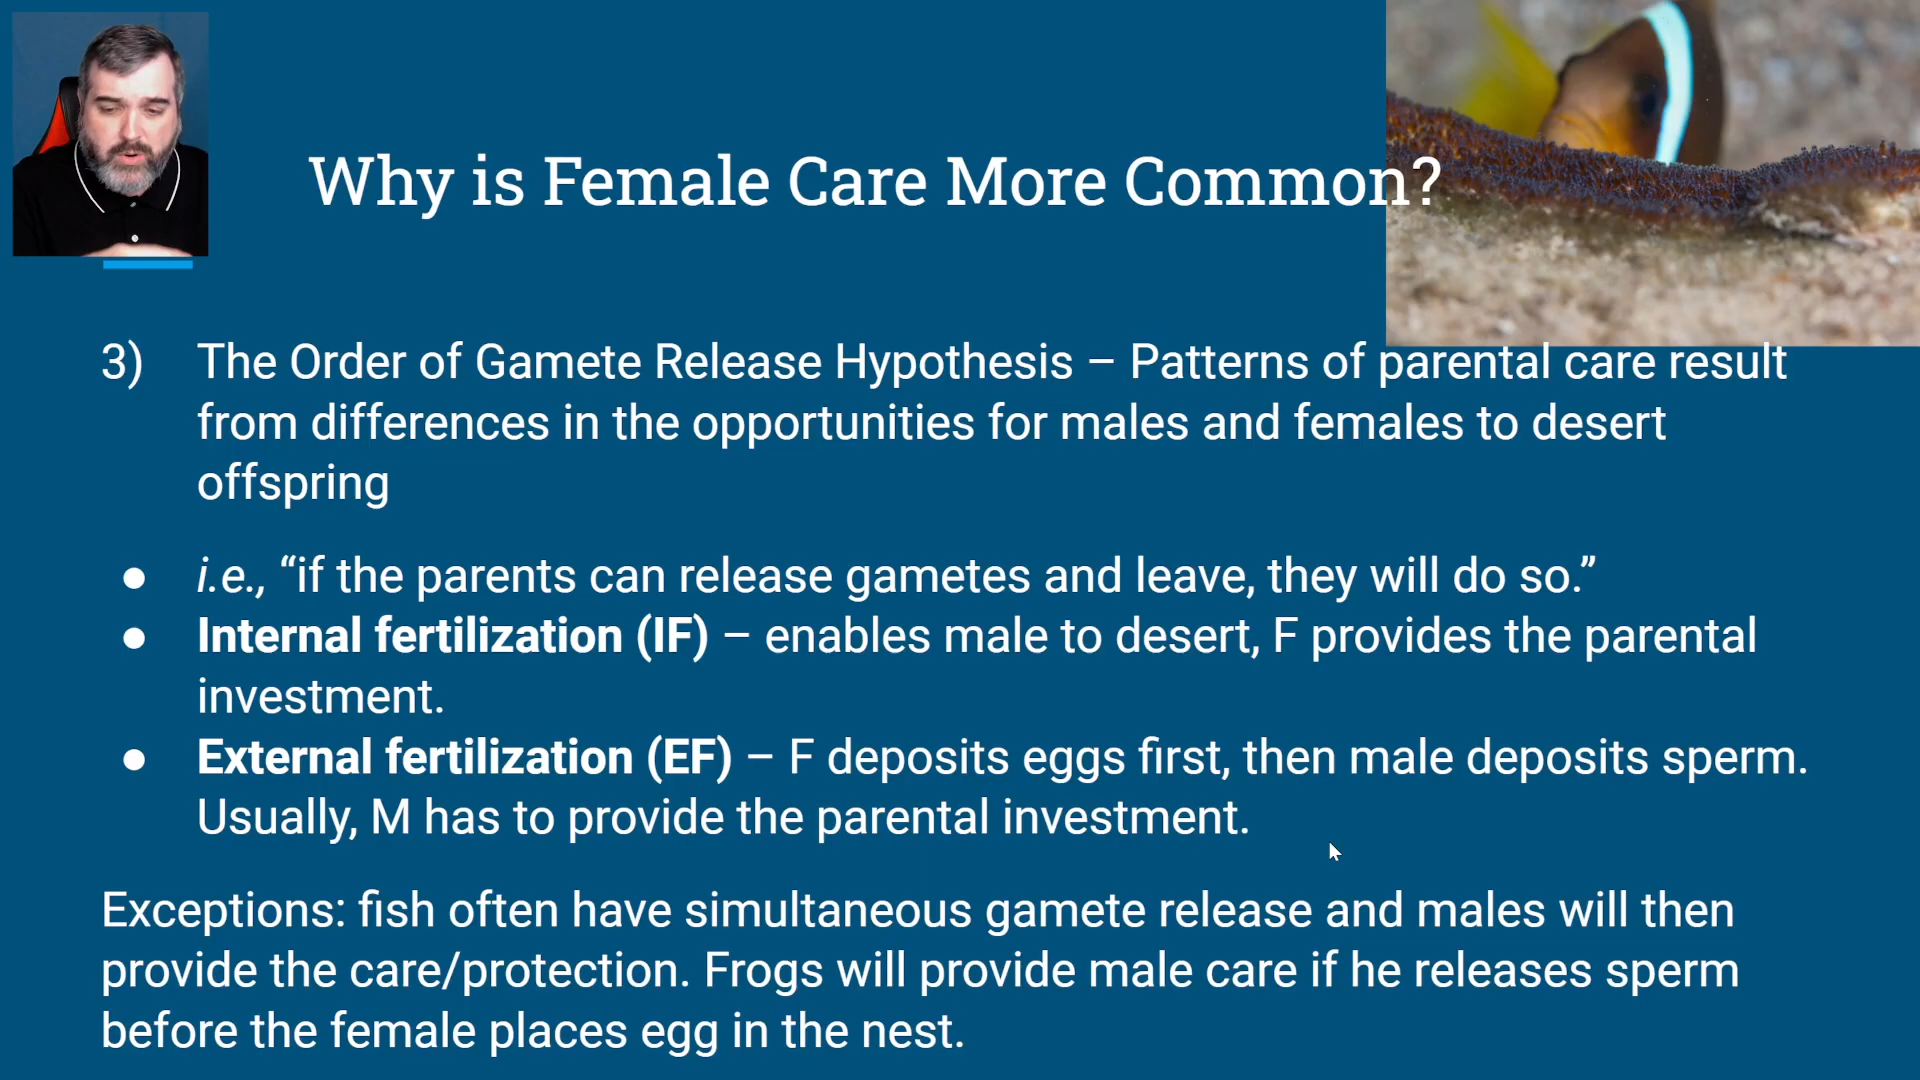 Why is Female Care More Common?
3) The Order of Gamete Release Hypothesis – Patterns of parental care result
from differences in the opportunities for males and females to desert
offspring
● i.e., “if the parents can release gametes and leave, they will do so.”
● Internal fertilization (IF) – enables male to desert, F provides the parental
investment.
● External fertilization (EF) – F deposits eggs first, then male deposits sperm.
Usually, M has to provide the parental investment.
Exceptions: fish often have simultaneous gamete release and males will then
provide the care/protection. Frogs will provide male care if he releases sperm
before the female places egg in the nest.